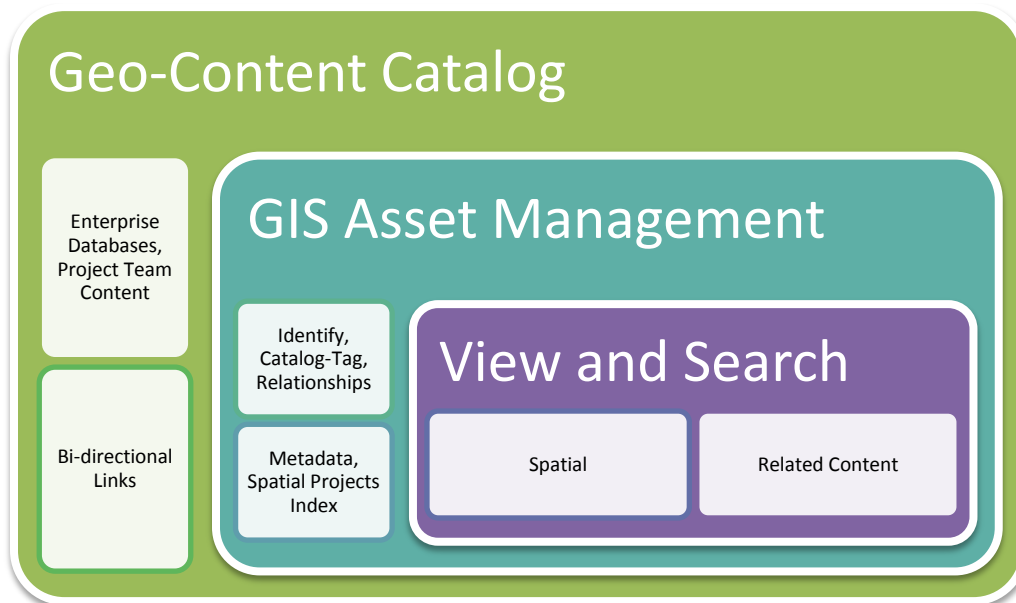 Geo-Content Catalog
Enterprise
Databases,
Project Team
Content
Bi-directional
Links
GIS Asset Management
Identify,
Catalog-Tag,
Relationships
Metadata,
Spatial Projects
Index
View and Search
Spatial
Related Content